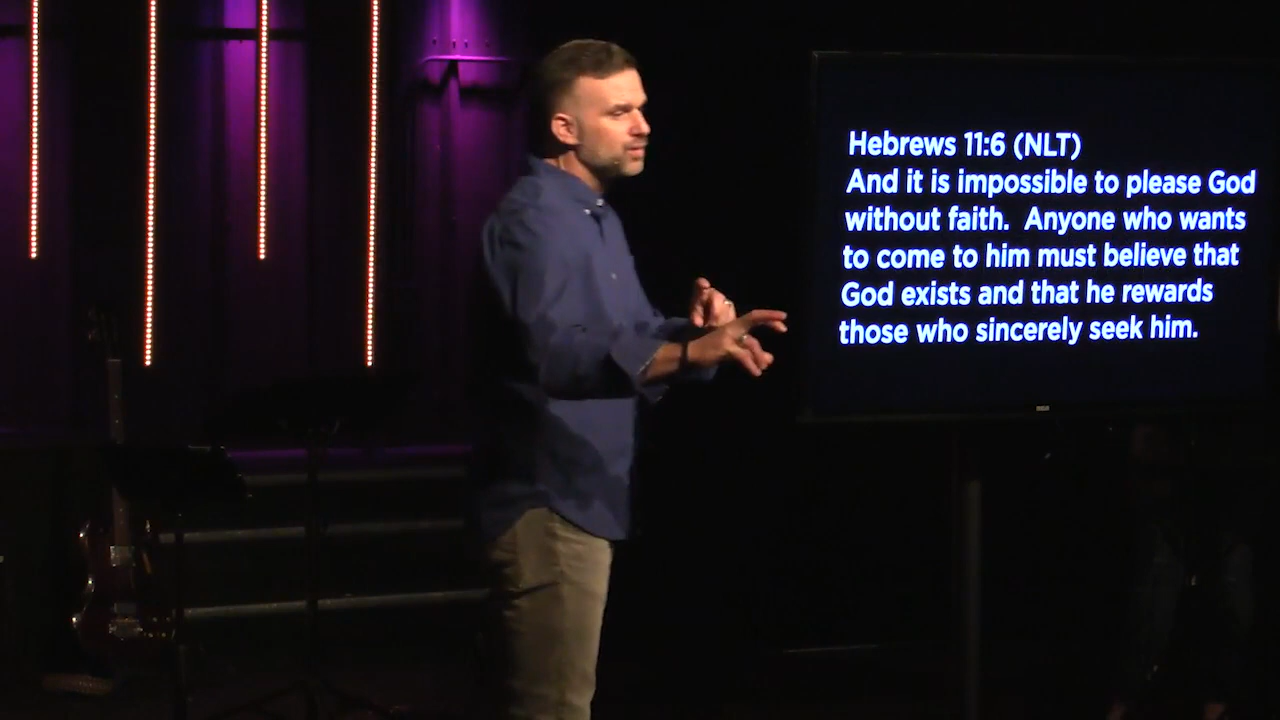 Hebrews 11:6 (NLT)
And it is impossible to please God
without faith.  Anyone who wants
to come to him must believe that
God exists and that he rewards
those who sincerely seek him.